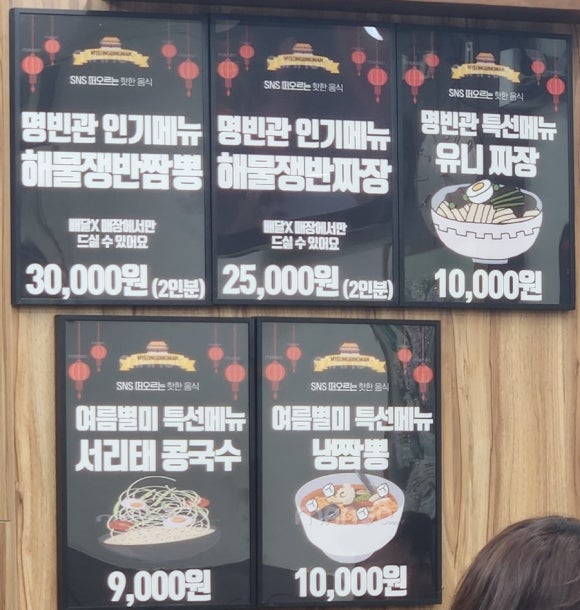 MYEONGBINGWAN
SNS 떠오르는 핫한 음식
명빈관 인기메뉴
해물쟁반짬뽕
배달X 매장에서만
드실 수 있어요
30,000원 (2인분)
MYEONGBINGWAN
SNS 떠오르는 핫한 음식
명빈관 인기메뉴
해물쟁반짜장
배달X 매장에서만
드실 수 있어요
25,000원 (2인분)
MYEONGBINGWAN
SNS 떠오르는 핫한 음식
명빈관 특선메뉴
유니 짜장
10,000원
MYEONGBINGWAN
SNS 떠오르는 핫한 음식
여름별미 특선메뉴
서리태 콩국수
9,000원
MYEONGBINGWAN
SNS 떠오르는 핫한 음식
여름별미 특선메뉴
냉짬뽕
10,000원